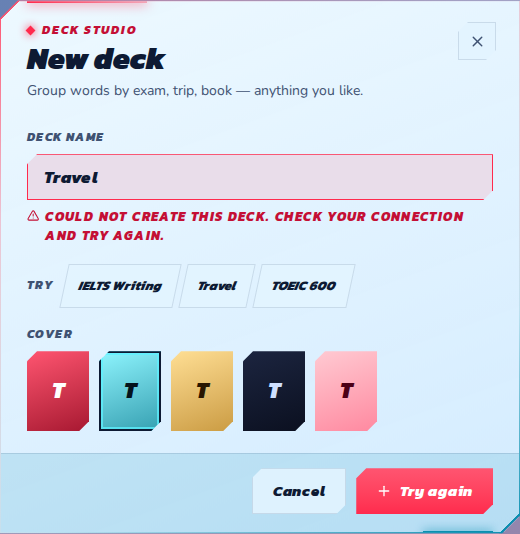 DECK STUDIO
New deck
Group words by exam, trip, book — anything you like.
DECK NAME
Travel
COULD NOT CREATE THIS DECK. CHECK YOUR CONNECTION
AND TRY AGAIN.
TRY IELTS Writing Travel TOEIC 600
COVER
T T T T T
Cancel + Try again